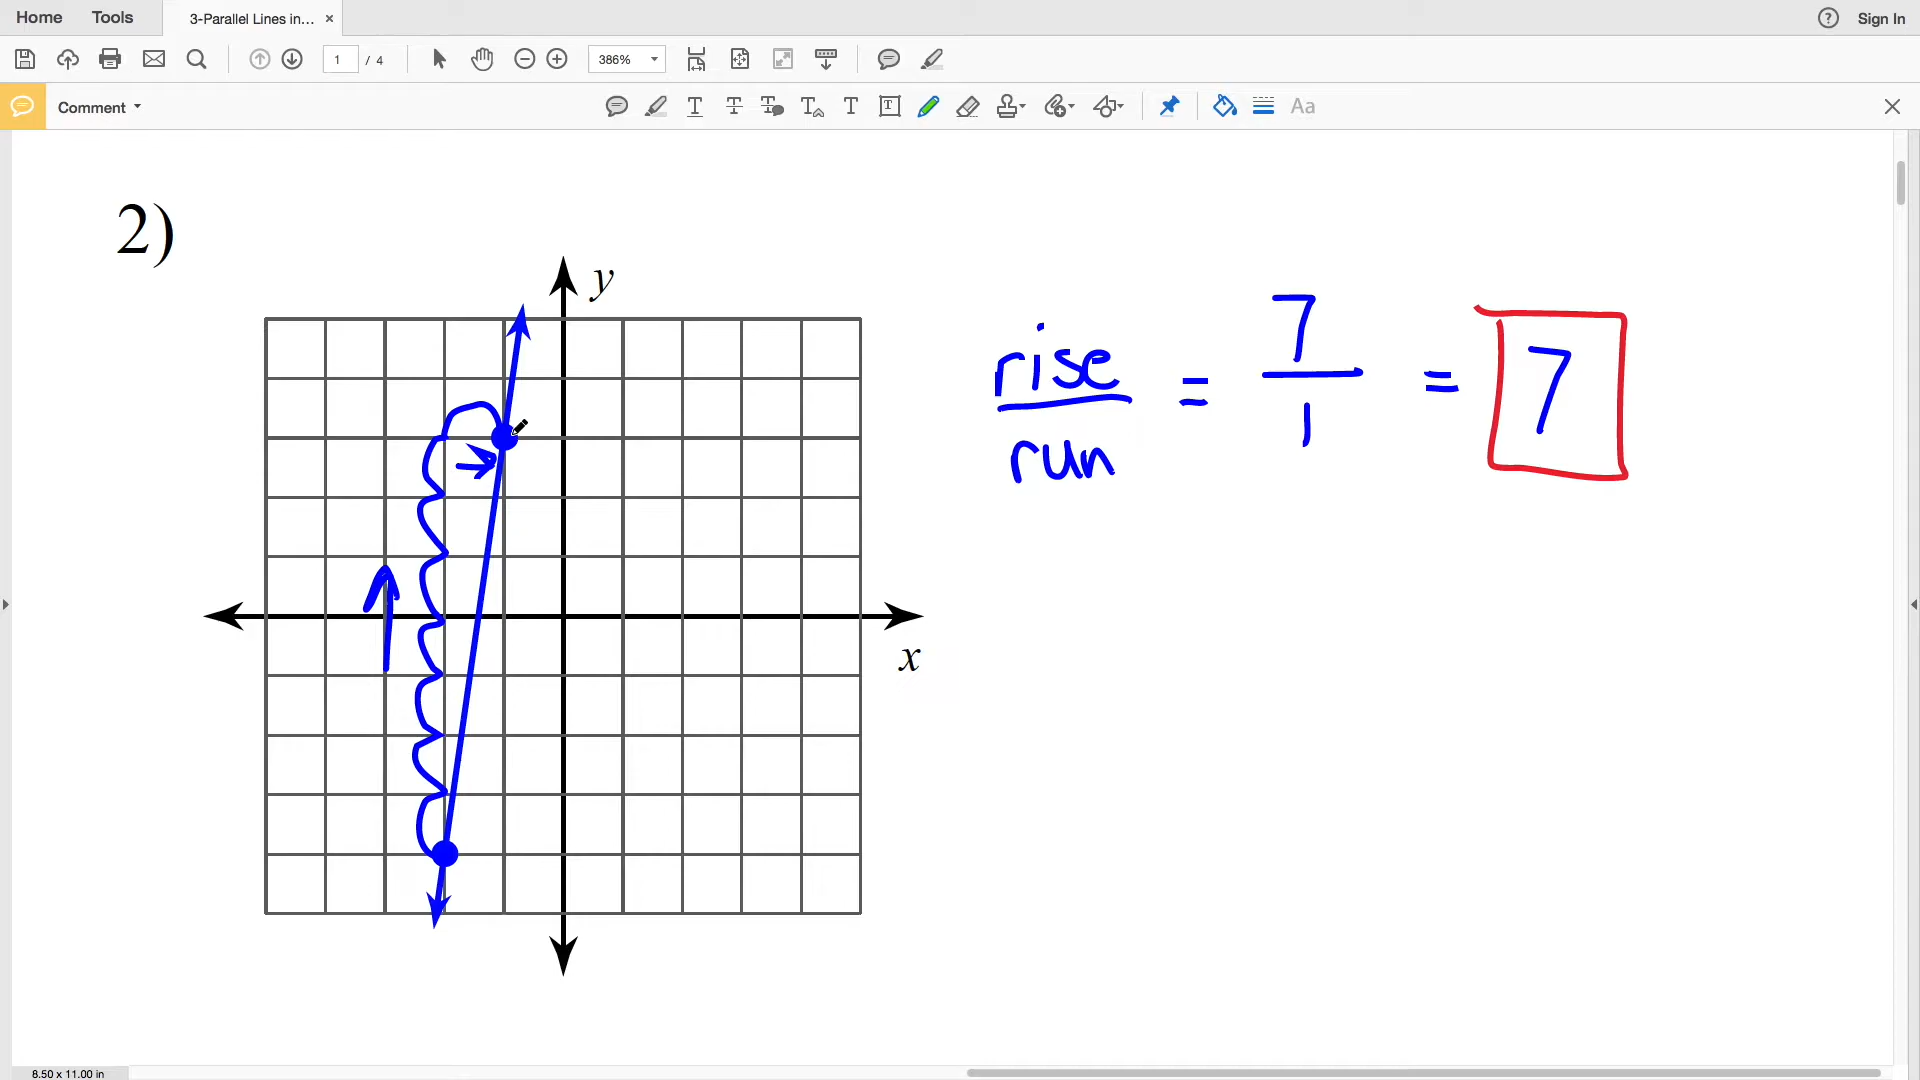 Home Tools 3-Parallel Lines in... × Sign In
1 / 4 386%
Comment Aa
2)
y
x
rise = 7 = 7
run 1
8.50 x 11.00 in